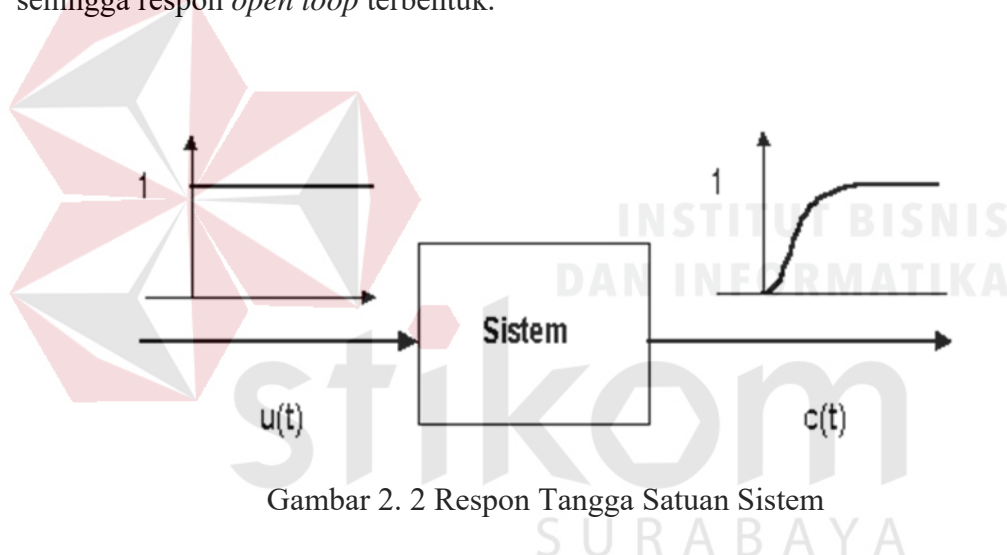 sehingga respon open loop terbentuk.
1
1
INSTITUT BISNIS
DAN INFORMATIKA
Sistem
u(t)
c(t)
stikom
Gambar 2. 2 Respon Tangga Satuan Sistem
SURABAYA